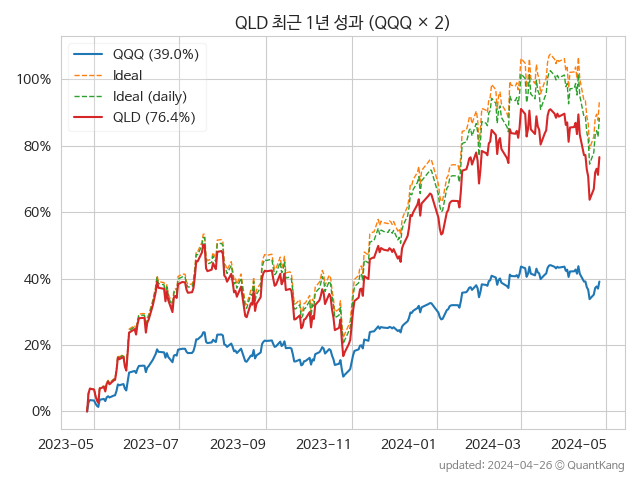 QLD 최근 1년 성과 (QQQ × 2)
QQQ (39.0%)
Ideal
Ideal (daily)
QLD (76.4%)
100%
80%
60%
40%
20%
0%
2023-05 2023-07 2023-09 2023-11 2024-01 2024-03 2024-05
updated: 2024-04-26 © QuantKang